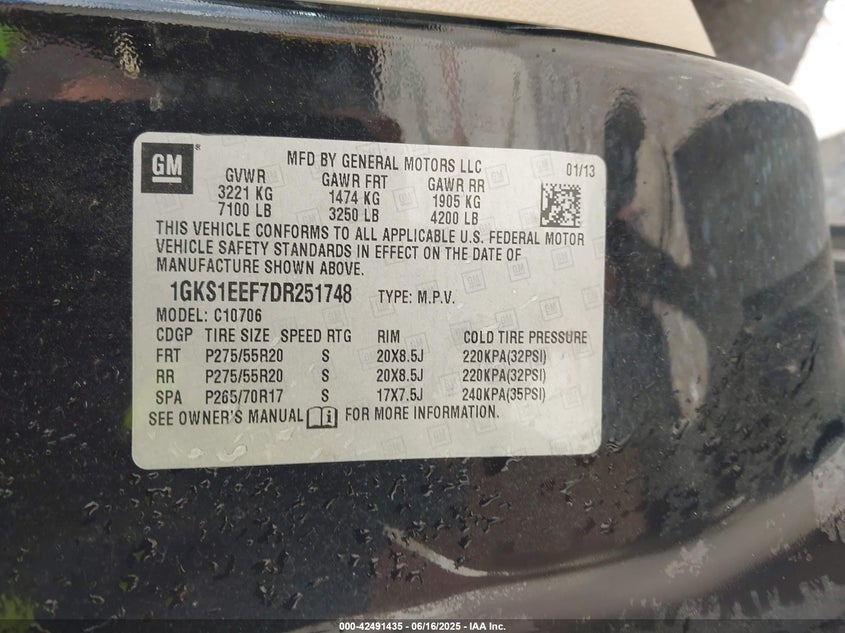 GM
MFD BY GENERAL MOTORS LLC 01/13
GVWR GAWR FRT GAWR RR
3221 KG 1474 KG 1905 KG
7100 LB 3250 LB 4200 LB
THIS VEHICLE CONFORMS TO ALL APPLICABLE U.S. FEDERAL MOTOR
VEHICLE SAFETY STANDARDS IN EFFECT ON THE DATE OF
MANUFACTURE SHOWN ABOVE.
1GKS1EEF7DR251748 TYPE: M.P.V.
MODEL: C10706
CDGP TIRE SIZE SPEED RTG RIM COLD TIRE PRESSURE
FRT P275/55R20 S 20X8.5J 220KPA(32PSI)
RR P275/55R20 S 20X8.5J 220KPA(32PSI)
SPA P265/70R17 S 17X7.5J 240KPA(35PSI)
SEE OWNER'S MANUAL FOR MORE INFORMATION.
000-42491435 - 06/16/2025 - IAA Inc.